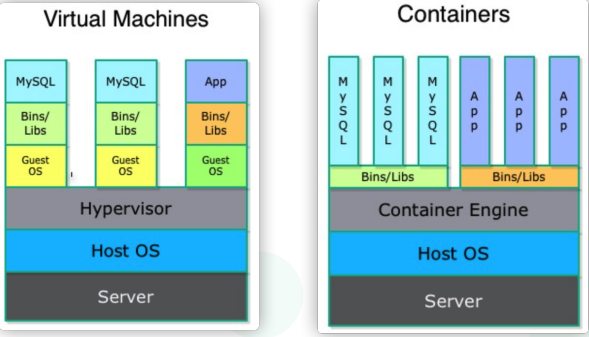 Virtual Machines
MySQL
MySQL
App
Bins/
Libs
Bins/
Libs
Bins/
Libs
Guest
OS
Guest
OS
Guest
OS
Hypervisor
Host OS
Server
Containers
MySQL
MySQL
MySQL
App
App
App
Bins/Libs
Bins/Libs
Container Engine
Host OS
Server